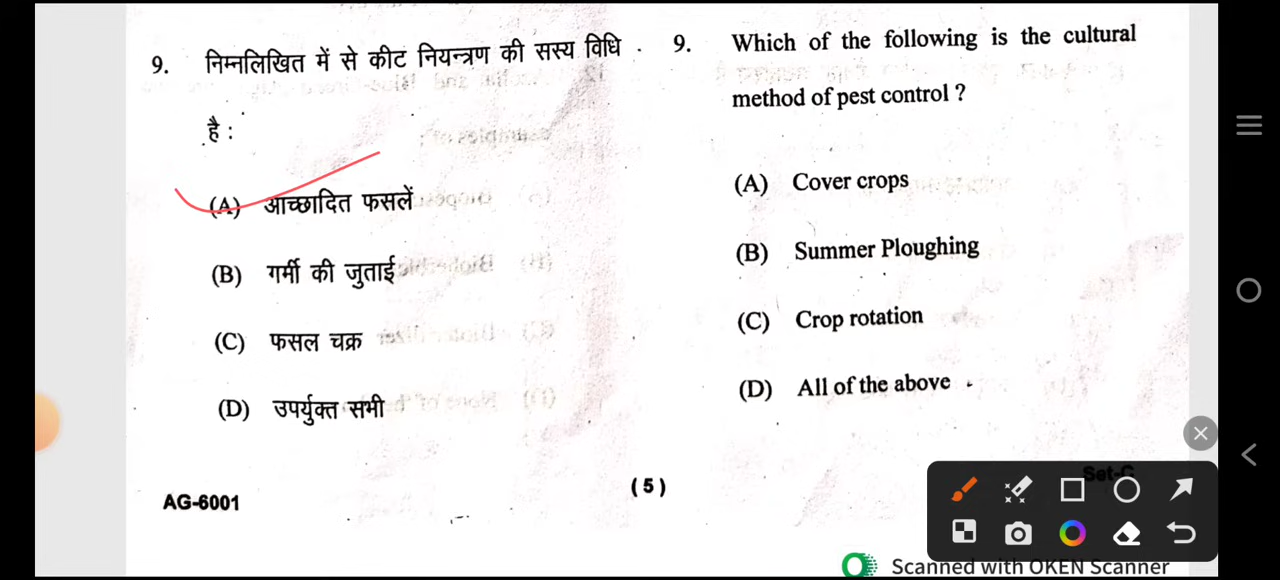 9. निम्नलिखित में से कीट नियन्त्रण की सस्य विधि
है :
(A) आच्छादित फसलें
(B) गर्मी की जुताई
(C) फसल चक्र
(D) उपर्युक्त सभी
AG-6001
(5)
9. Which of the following is the cultural
method of pest control ?
(A) Cover crops
(B) Summer Ploughing
(C) Crop rotation
(D) All of the above
Set-C
Scanned with OKEN Scanner